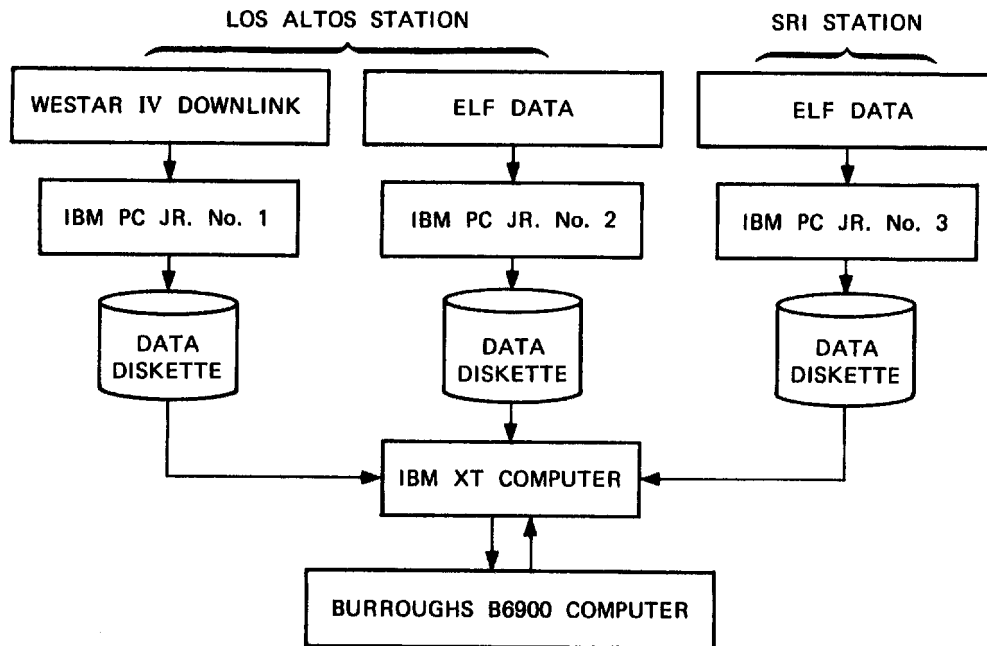 LOS ALTOS STATION
SRI STATION
WESTAR IV DOWNLINK
ELF DATA
ELF DATA
IBM PC JR. No. 1
IBM PC JR. No. 2
IBM PC JR. No. 3
DATA
DISKETTE
DATA
DISKETTE
DATA
DISKETTE
IBM XT COMPUTER
BURROUGHS B6900 COMPUTER